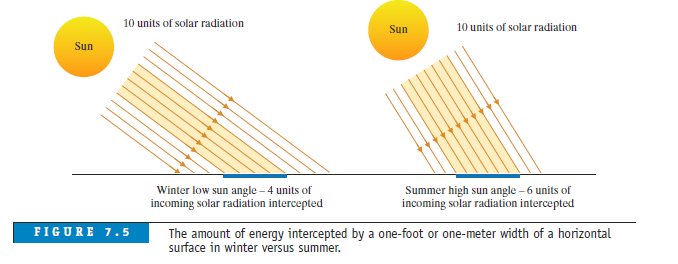 10 units of solar radiation
Sun
Winter low sun angle – 4 units of
incoming solar radiation intercepted
10 units of solar radiation
Sun
Summer high sun angle – 6 units of
incoming solar radiation intercepted
FIGURE 7.5
The amount of energy intercepted by a one-foot or one-meter width of a horizontal
surface in winter versus summer.